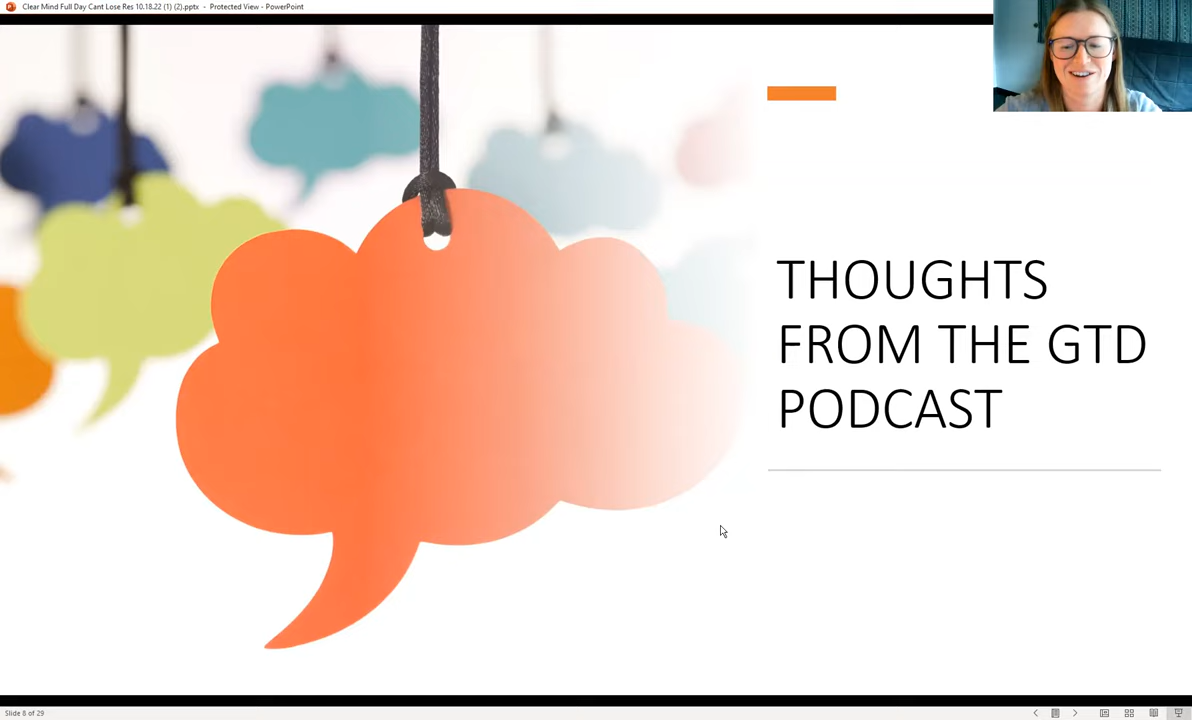 Clear Mind Full Day Cant Lose Res 10.18.22 (1) (2).pptx - Protected View - PowerPoint
THOUGHTS
FROM THE GTD
PODCAST
Slide 8 of 29